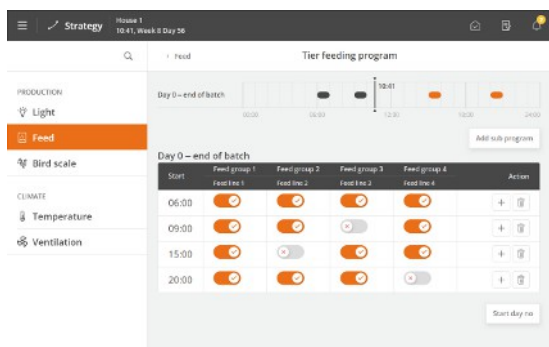 Strategy
House 1
10:41, Week 8 Day 56
< Feed
Tier feeding program
PRODUCTION
Light
Feed
Bird scale
CLIMATE
Temperature
Ventilation
Day 0 – end of batch
10:41
00:00 06:00 12:00 18:00 24:00
Add sub program
Day 0 – end of batch
Start
Feed group 1 Feed group 2 Feed group 3 Feed group 4
Feed line 1 Feed line 2 Feed line 3 Feed line 4
Action
06:00
09:00
15:00
20:00
Start day no